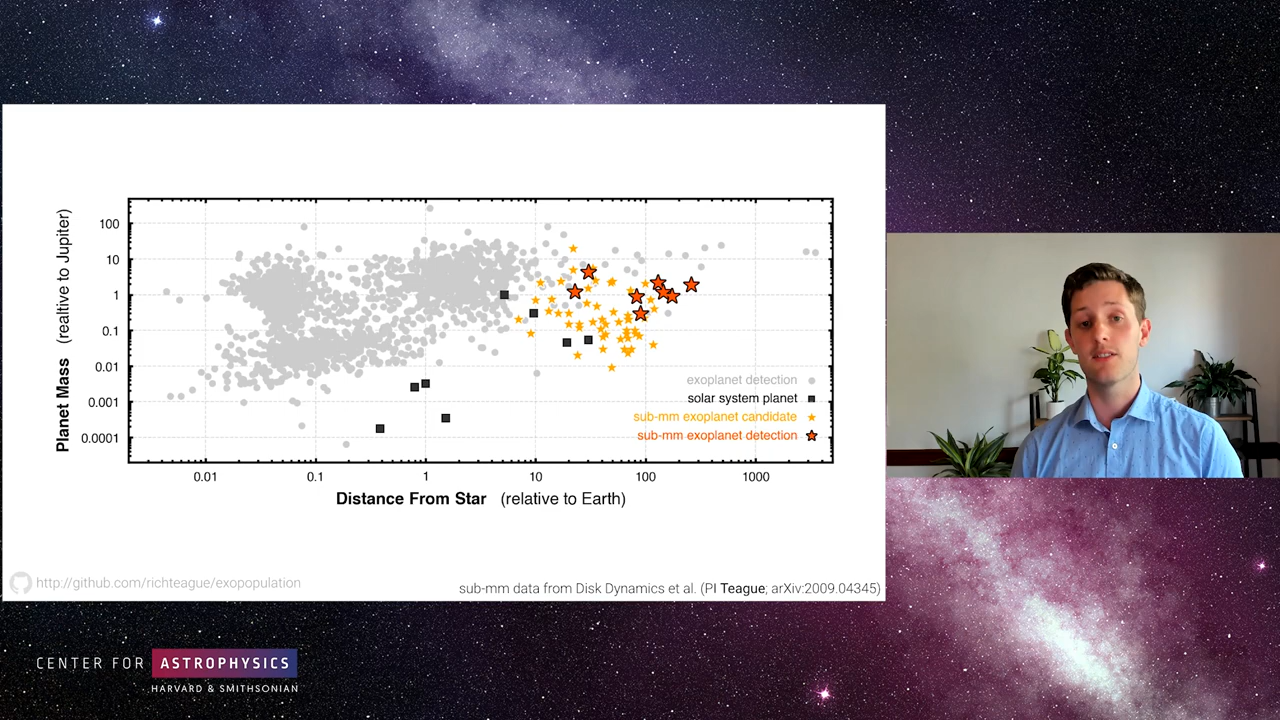 Planet Mass (realtive to Jupiter)
100
10
1
0.1
0.01
0.001
0.0001
exoplanet detection
solar system planet
sub-mm exoplanet candidate
sub-mm exoplanet detection
0.01 0.1 1 10 100 1000
Distance From Star (relative to Earth)
http://github.com/richteague/exopopulation
sub-mm data from Disk Dynamics et al. (PI Teague; arXiv:2009.04345)
CENTER FOR ASTROPHYSICS
HARVARD & SMITHSONIAN